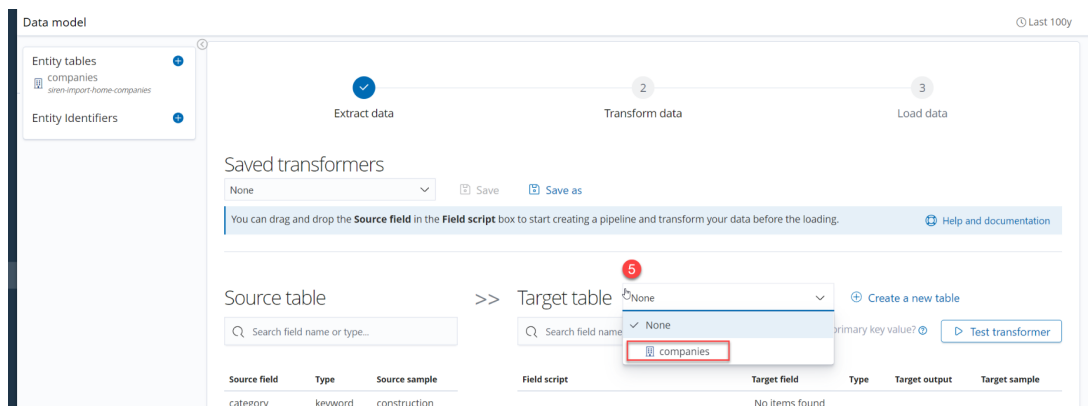 Data model
Last 100y
Entity tables
companies
siren-import-home-companies
Entity Identifiers
2
3
Extract data
Transform data
Load data
Saved transformers
None
Save
Save as
You can drag and drop the Source field in the Field script box to start creating a pipeline and transform your data before the loading.
Help and documentation
5
Source table
>>
Target table
None
Create a new table
Search field name or type...
Search field name
None
primary key value?
Test transformer
companies
Source field
Type
Source sample
Field script
Target field
Type
Target output
Target sample
category
keyword
construction
No items found